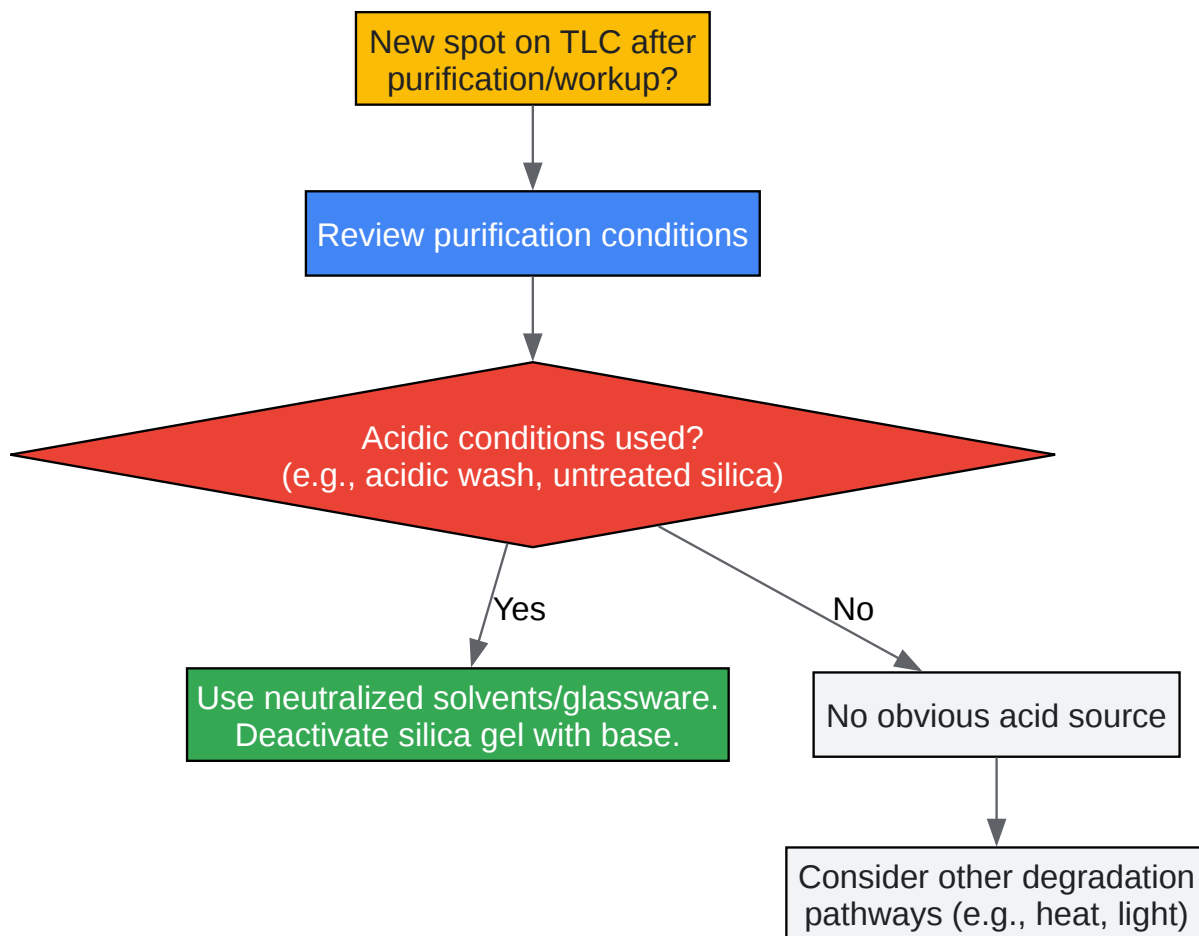 New spot on TLC after
purification/workup?
Review purification conditions
Acidic conditions used?
(e.g., acidic wash, untreated silica)
Yes
No
Use neutralized solvents/glassware.
Deactivate silica gel with base.
No obvious acid source
Consider other degradation
pathways (e.g., heat, light)